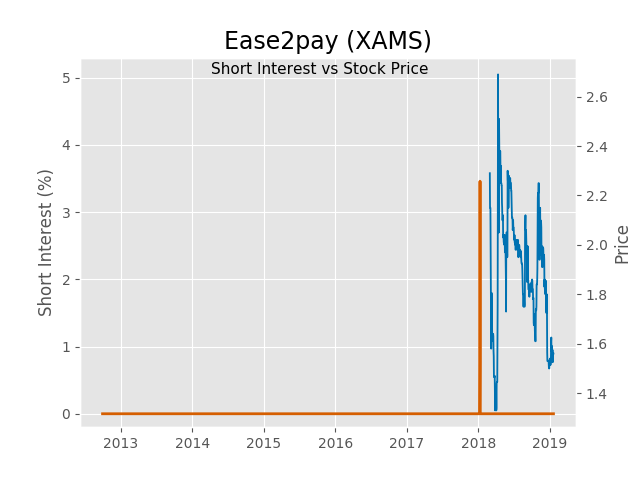 Ease2pay (XAMS)
Short Interest vs Stock Price
Short Interest (%)
5
4
3
2
1
0
2.6
2.4
2.2
2.0
1.8
1.6
1.4
Price
2013 2014 2015 2016 2017 2018 2019